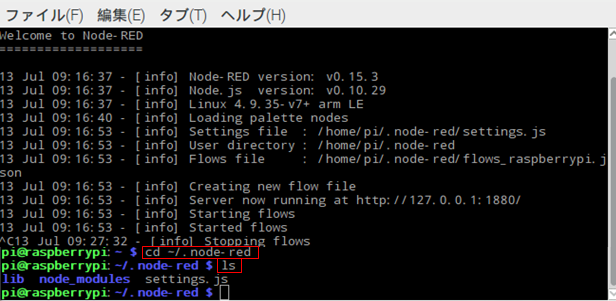 ファイル(F) 編集(E) タブ(T) ヘルプ(H)
Welcome to Node-RED
===================
13 Jul 09:16:37 - [info] Node-RED version: v0.15.3
13 Jul 09:16:37 - [info] Node.js  version: v0.10.29
13 Jul 09:16:37 - [info] Linux 4.9.35-v7+ arm LE
13 Jul 09:16:40 - [info] Loading palette nodes
13 Jul 09:16:53 - [info] Settings file  : /home/pi/.node-red/settings.js
13 Jul 09:16:53 - [info] User directory : /home/pi/.node-red
13 Jul 09:16:53 - [info] Flows file     : /home/pi/.node-red/flows_raspberrypi.j
son
13 Jul 09:16:53 - [info] Creating new flow file
13 Jul 09:16:53 - [info] Server now running at http://127.0.0.1:1880/
13 Jul 09:16:53 - [info] Starting flows
13 Jul 09:16:53 - [info] Started flows
^C13 Jul 09:27:32 - [info] Stopping flows
pi@raspberrypi:~ $ cd ~/.node-red
pi@raspberrypi:~/.node-red $ ls
lib  node_modules  settings.js
pi@raspberrypi:~/.node-red $